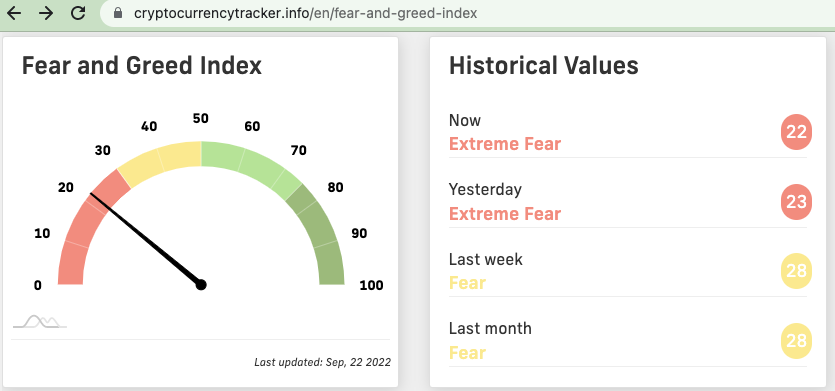 cryptocurrencytracker.info/en/fear-and-greed-index
Fear and Greed Index
0
10
20
30
40
50
60
70
80
90
100
Last updated: Sep, 22 2022
Historical Values
Now
Extreme Fear
22
Yesterday
Extreme Fear
23
Last week
Fear
28
Last month
Fear
28